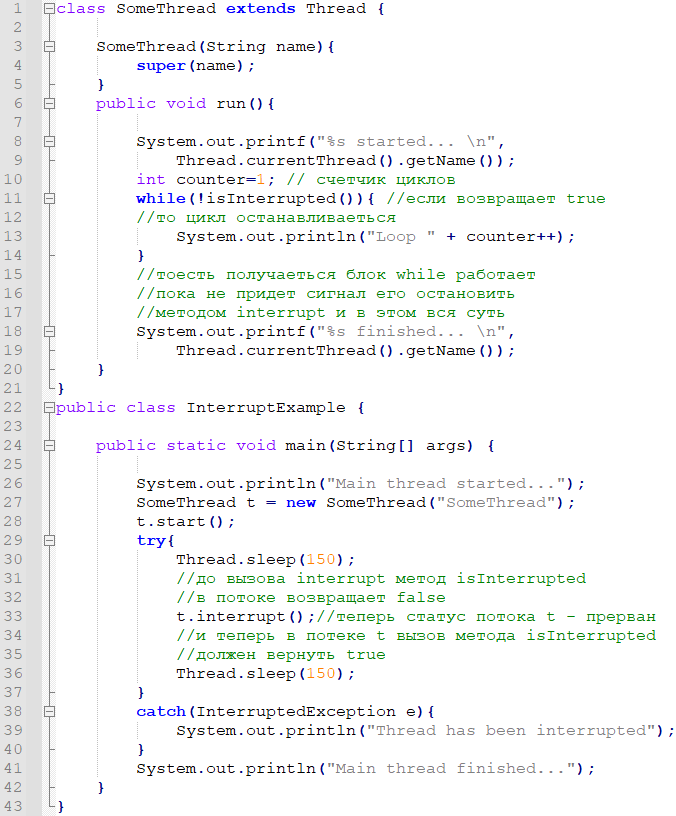 1 class SomeThread extends Thread {
2
3     SomeThread(String name){
4         super(name);
5     }
6     public void run(){
7
8         System.out.printf("%s started... \n",
9             Thread.currentThread().getName());
10         int counter=1; // счетчик циклов
11         while(!isInterrupted()){ //если возвращает true
12         //то цикл останавливаеться
13             System.out.println("Loop " + counter++);
14         }
15         //тоесть получаеться блок while работает
16         //пока не придет сигнал его остановить
17         //методом interrupt и в этом вся суть
18         System.out.printf("%s finished... \n",
19             Thread.currentThread().getName());
20     }
21 }
22 public class InterruptExample {
23
24     public static void main(String[] args) {
25
26         System.out.println("Main thread started...");
27         SomeThread t = new SomeThread("SomeThread");
28         t.start();
29         try{
30             Thread.sleep(150);
31             //до вызова interrupt метод isInterrupted
32             //в потоке возвращает false
33             t.interrupt();//теперь статус потока t - прерван
34             //и теперь в потеке t вызов метода isInterrupted
35             //должен вернуть true
36             Thread.sleep(150);
37         }
38         catch(InterruptedException e){
39             System.out.println("Thread has been interrupted");
40         }
41         System.out.println("Main thread finished...");
42     }
43 }